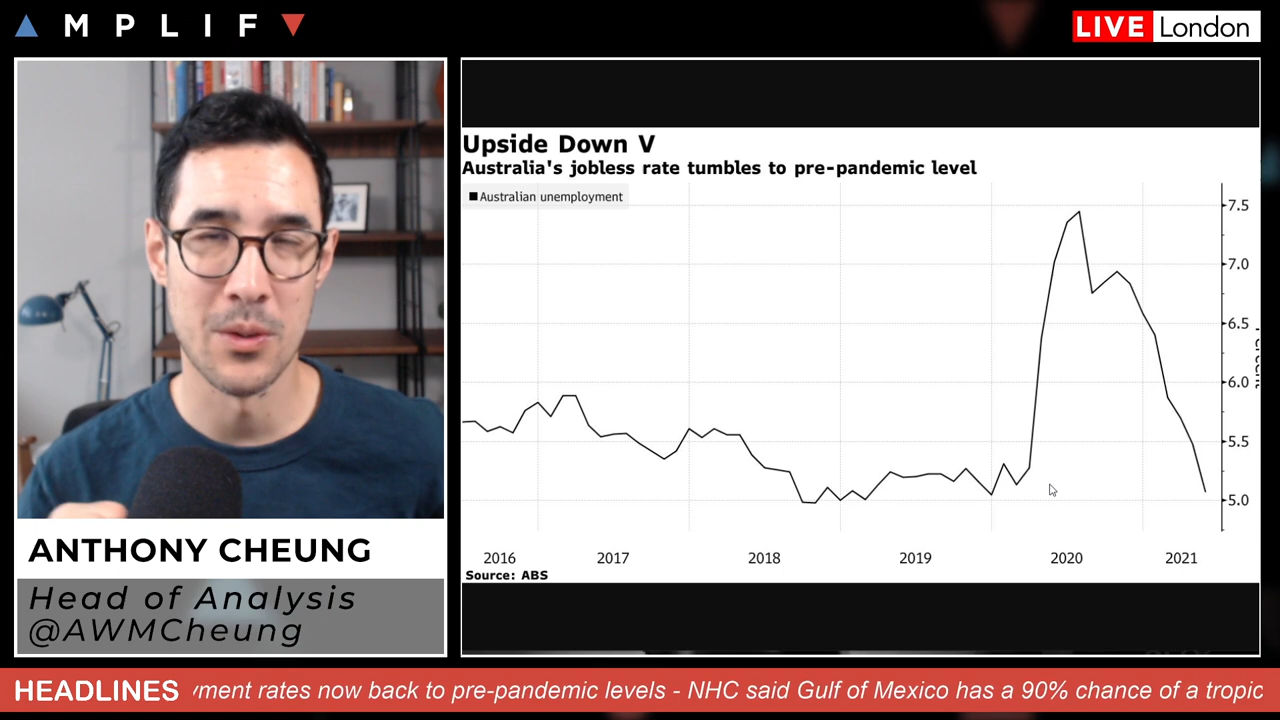 MPLIF
LIVE London
Upside Down V
Australia's jobless rate tumbles to pre-pandemic level
Australian unemployment
7.5
7.0
6.5
6.0
5.5
5.0
2016 2017 2018 2019 2020 2021
Source: ABS
ANTHONY CHEUNG
Head of Analysis
@AWMCheung
HEADLINES yment rates now back to pre-pandemic levels - NHC said Gulf of Mexico has a 90% chance of a tropic